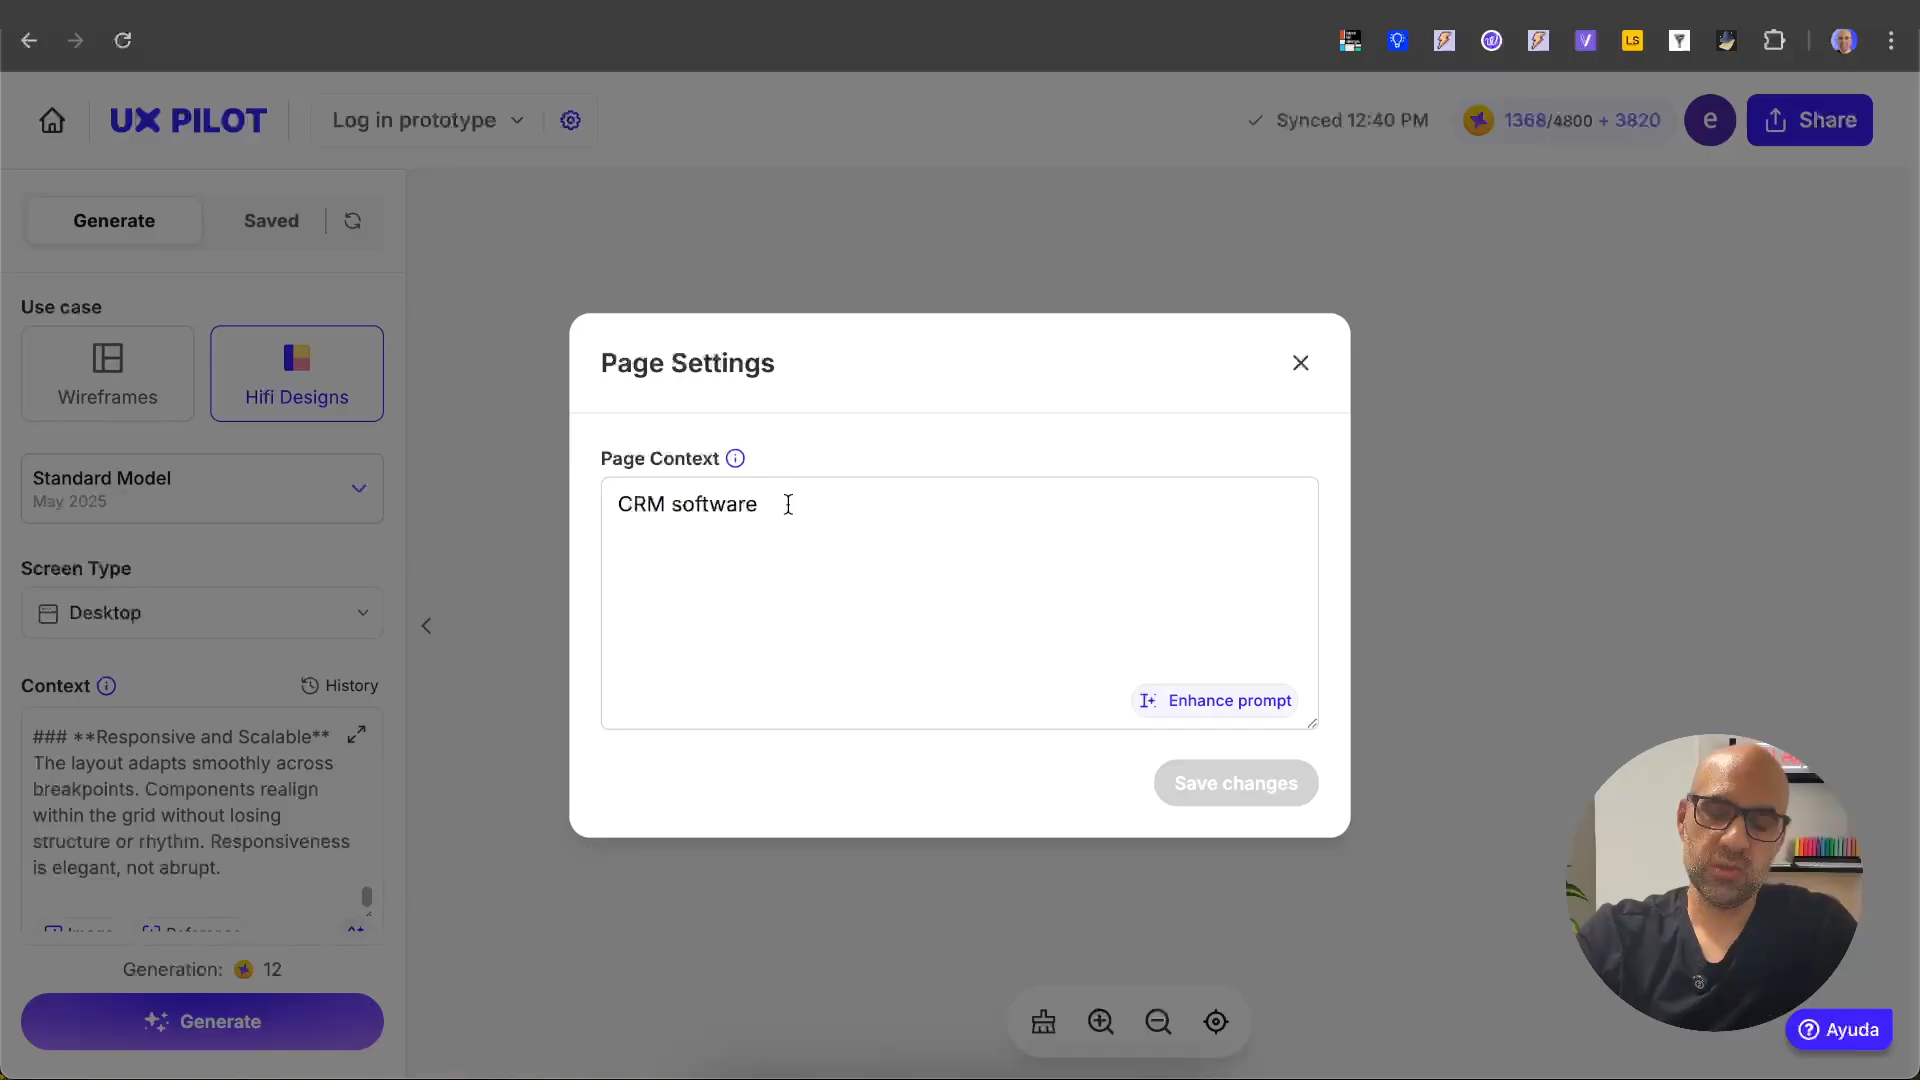 UX PILOT
Log in prototype
Synced 12:40 PM
1368/4800 + 3820
e
Share
Generate
Saved
Use case
Wireframes
Hifi Designs
Standard Model
May 2025
Screen Type
Desktop
Context
History
### **Responsive and Scalable**
The layout adapts smoothly across
breakpoints. Components realign
within the grid without losing
structure or rhythm. Responsiveness
is elegant, not abrupt.
Image
Reference
Generation: 12
Generate
Page Settings
Page Context
CRM software
Enhance prompt
Save changes
LS
Ayuda